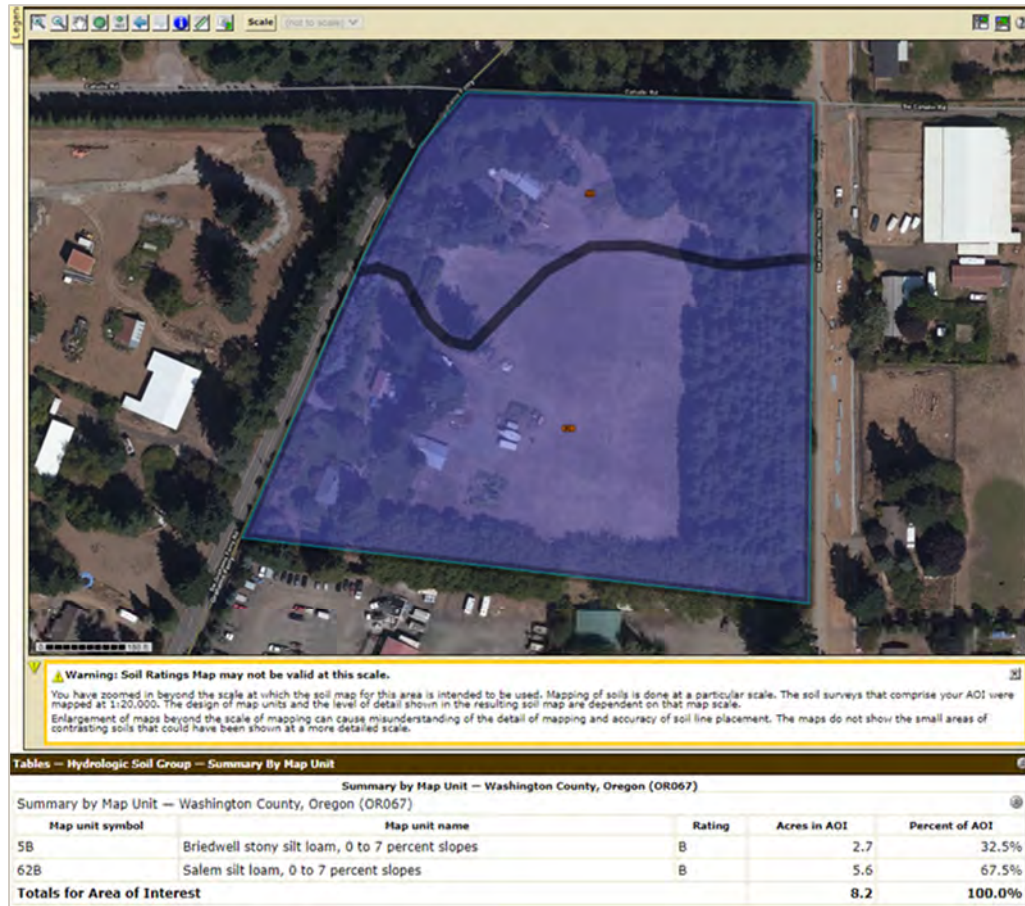 Legend
Scale (not to scale)
150 ft
Warning: Soil Ratings Map may not be valid at this scale.
You have zoomed in beyond the scale at which the soil map for this area is intended to be used. Mapping of soils is done at a particular scale. The soil surveys that comprise your AOI were
mapped at 1:20,000. The design of map units and the level of detail shown in the resulting soil map are dependent on that map scale.
Enlargement of maps beyond the scale of mapping can cause misunderstanding of the detail of mapping and accuracy of soil line placement. The maps do not show the small areas of
contrasting soils that could have been shown at a more detailed scale.
Tables — Hydrologic Soil Group — Summary By Map Unit
Summary by Map Unit — Washington County, Oregon (OR067)
Summary by Map Unit — Washington County, Oregon (OR067)
Map unit symbol Map unit name Rating Acres in AOI Percent of AOI
5B Briedwell stony silt loam, 0 to 7 percent slopes B 2.7 32.5%
62B Salem silt loam, 0 to 7 percent slopes B 5.6 67.5%
Totals for Area of Interest 8.2 100.0%